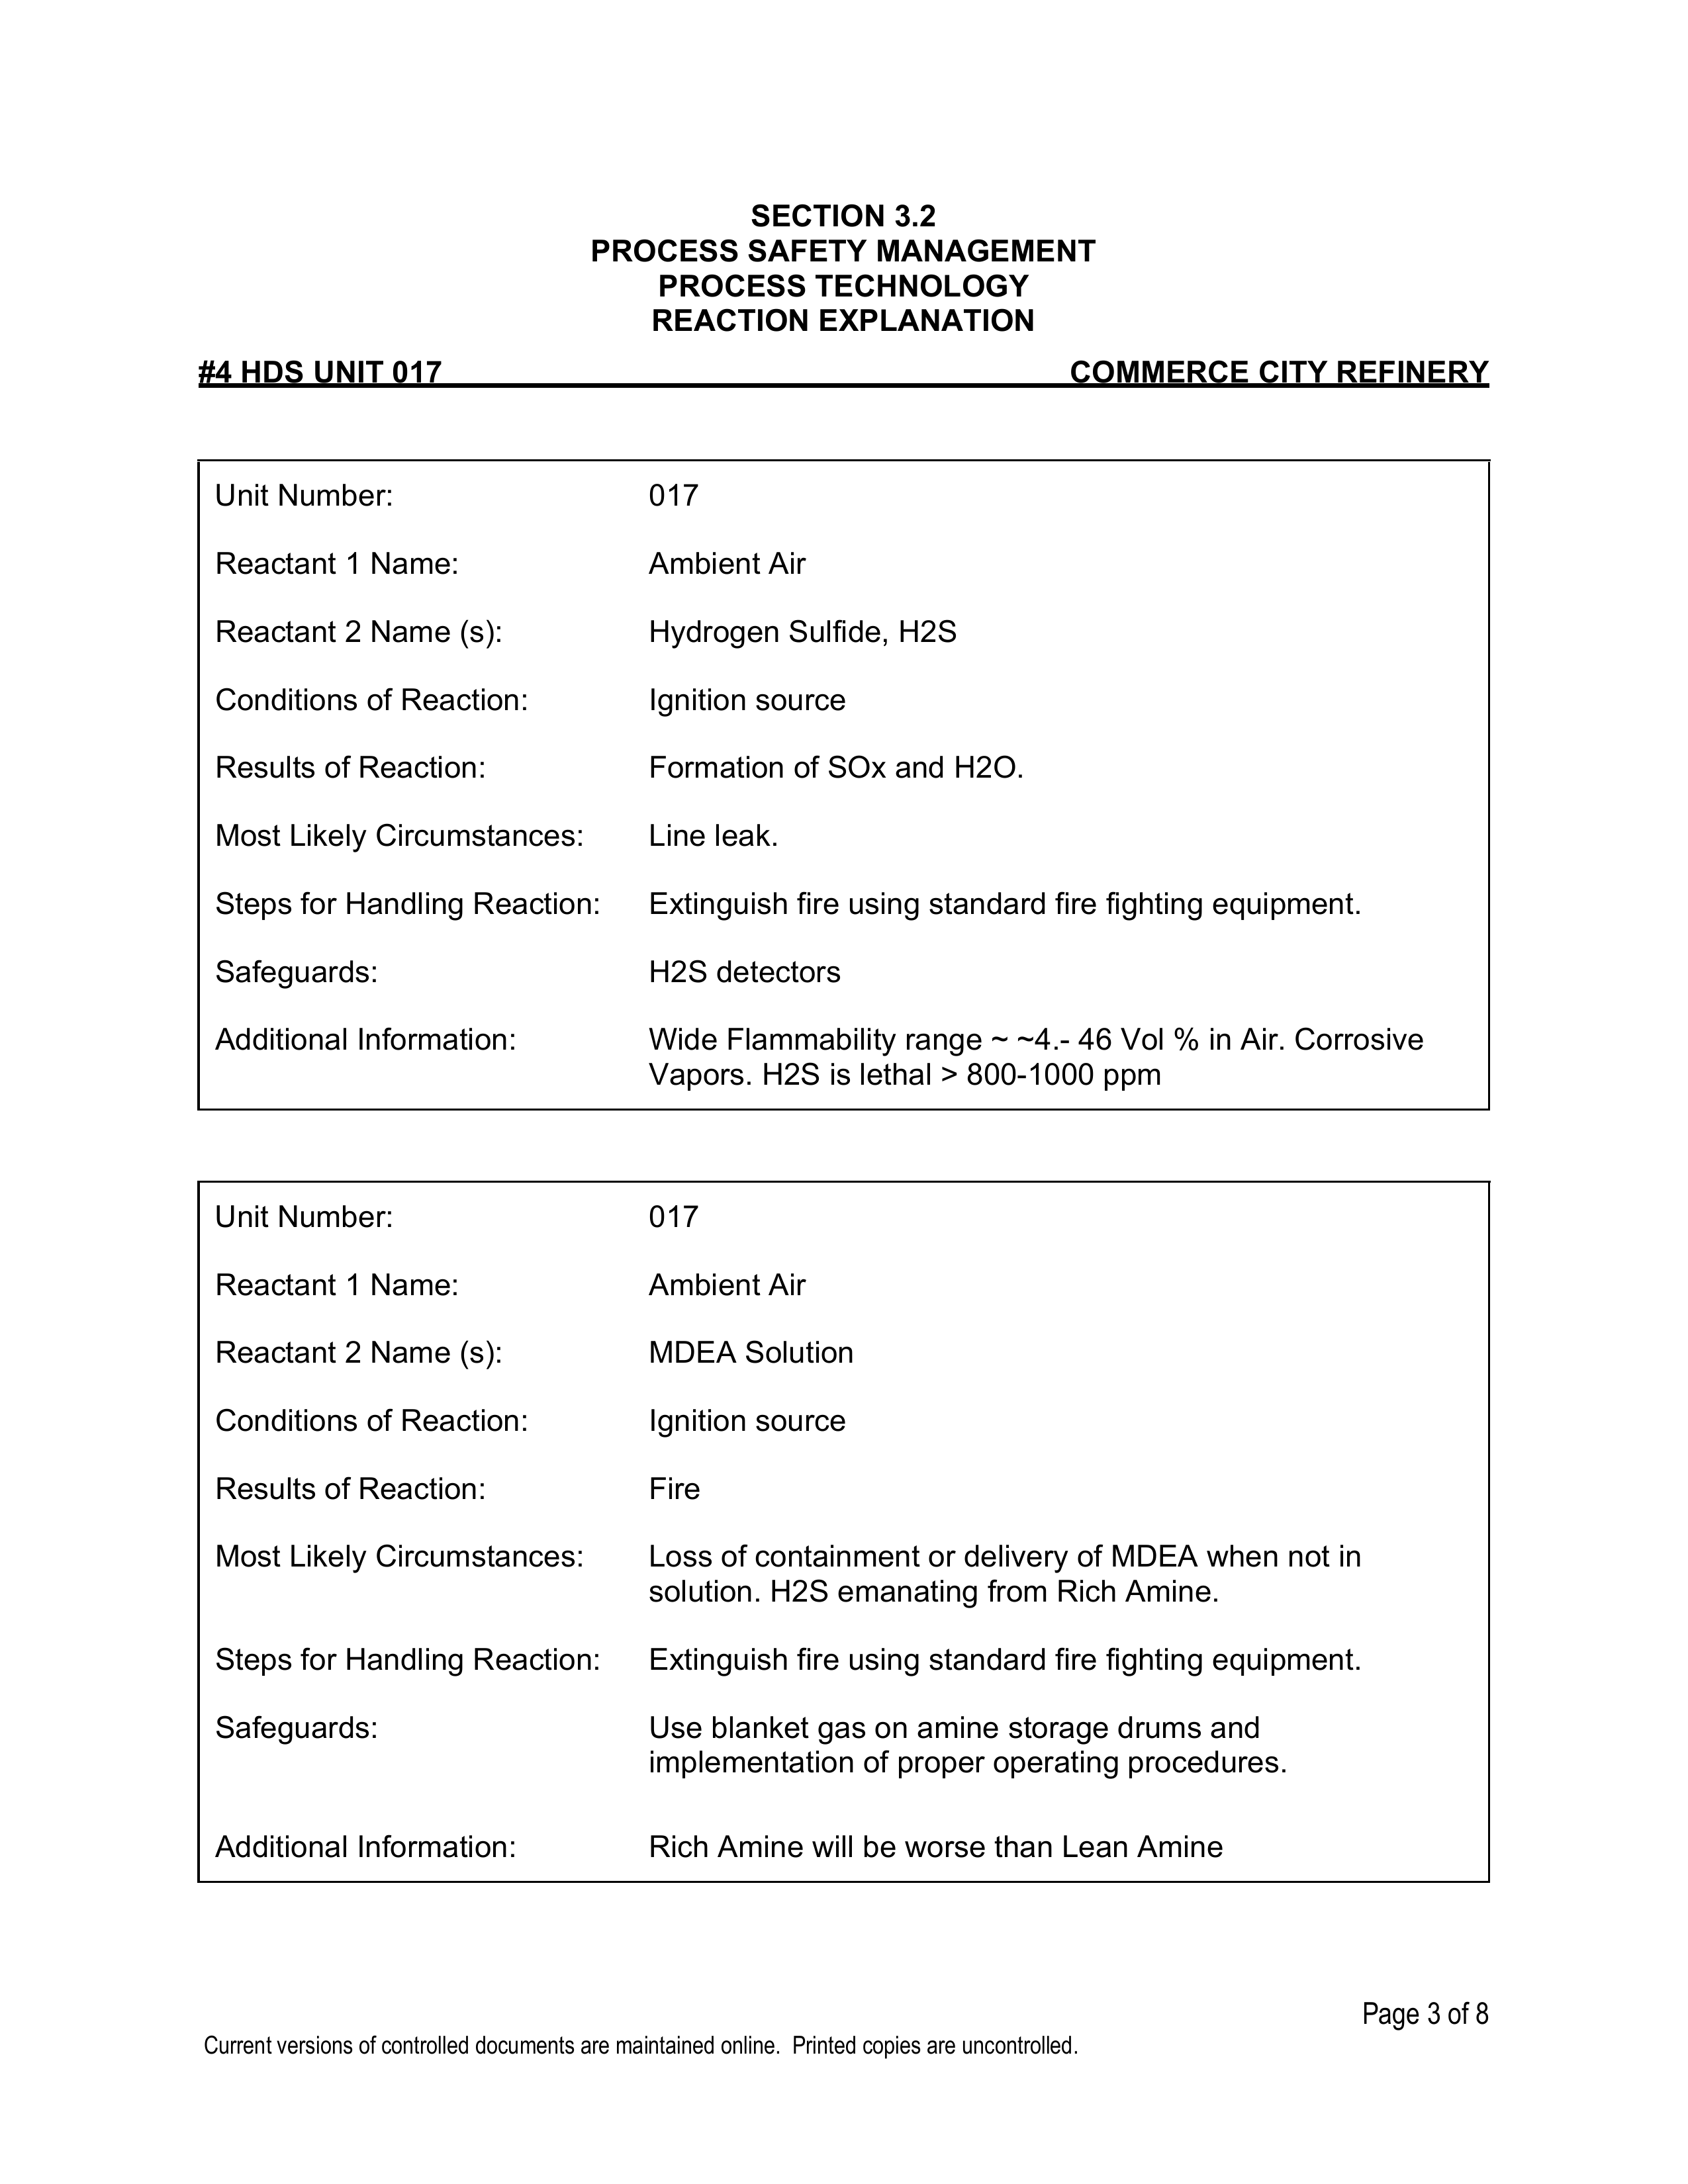 SECTION 3.2
PROCESS SAFETY MANAGEMENT
PROCESS TECHNOLOGY
REACTION EXPLANATION
#4 HDS UNIT 017 COMMERCE CITY REFINERY
Unit Number: 017
Reactant 1 Name: Ambient Air
Reactant 2 Name (s): Hydrogen Sulfide, H2S
Conditions of Reaction: Ignition source
Results of Reaction: Formation of SOx and H2O.
Most Likely Circumstances: Line leak.
Steps for Handling Reaction: Extinguish fire using standard fire fighting equipment.
Safeguards: H2S detectors
Additional Information: Wide Flammability range ~ ~4.- 46 Vol % in Air. Corrosive
Vapors. H2S is lethal > 800-1000 ppm
Unit Number: 017
Reactant 1 Name: Ambient Air
Reactant 2 Name (s): MDEA Solution
Conditions of Reaction: Ignition source
Results of Reaction: Fire
Most Likely Circumstances: Loss of containment or delivery of MDEA when not in
solution. H2S emanating from Rich Amine.
Steps for Handling Reaction: Extinguish fire using standard fire fighting equipment.
Safeguards: Use blanket gas on amine storage drums and
implementation of proper operating procedures.
Additional Information: Rich Amine will be worse than Lean Amine
Page 3 of 8
Current versions of controlled documents are maintained online. Printed copies are uncontrolled.